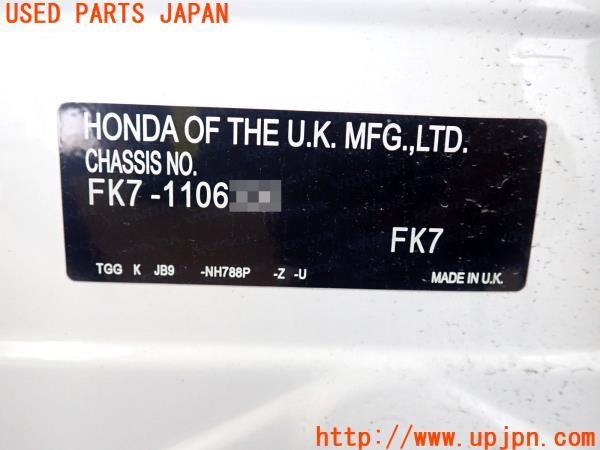 USED PARTS JAPAN
HONDA OF THE U.K. MFG.,LTD.
CHASSIS NO.
FK7-1106
FK7
TGG K JB9 -NH788P -Z -U
MADE IN U.K.
http://www.upjpn.com/